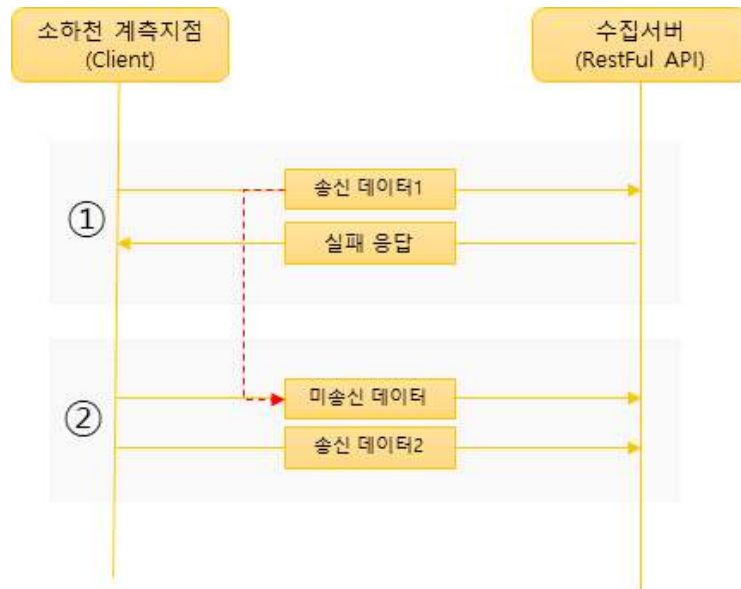 소하천 계측지점
(Client)
수집서버
(RestFul API)
①
송신 데이터1
실패 응답
②
미송신 데이터
송신 데이터2